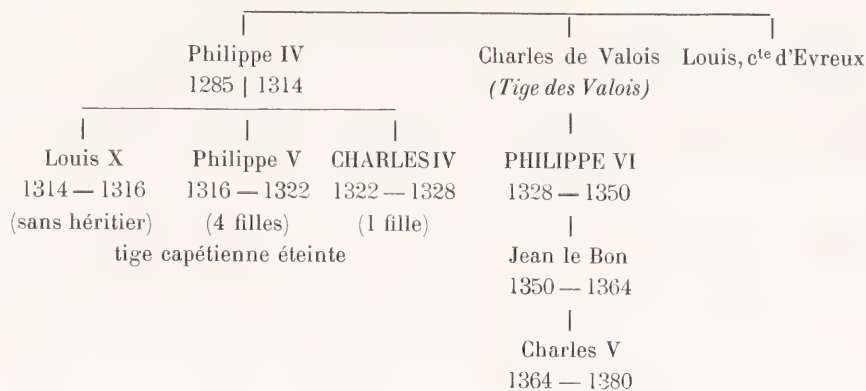 Philippe IV Charles de Valois Louis, cte d'Evreux
1285 | 1314 (Tige des Valois)
Louis X Philippe V CHARLES IV PHILIPPE VI
1314 — 1316 1316 — 1322 1322 — 1328 1328 — 1350
(sans héritier) (4 filles) (1 fille)
tige capétienne éteinte Jean le Bon
1350 — 1364
Charles V
1364 — 1380